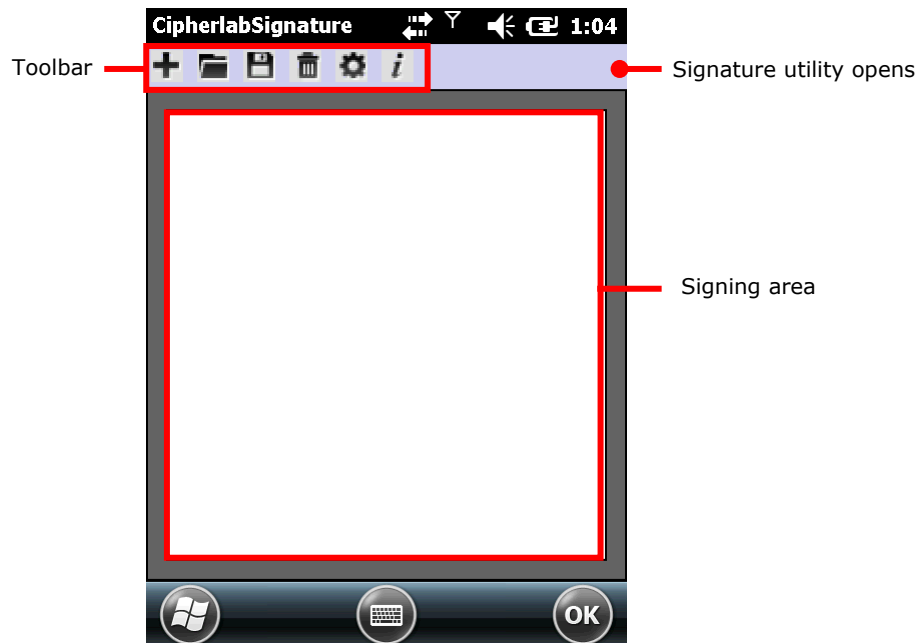 CipherlabSignature 1:04
Toolbar
i
Signature utility opens
Signing area
OK